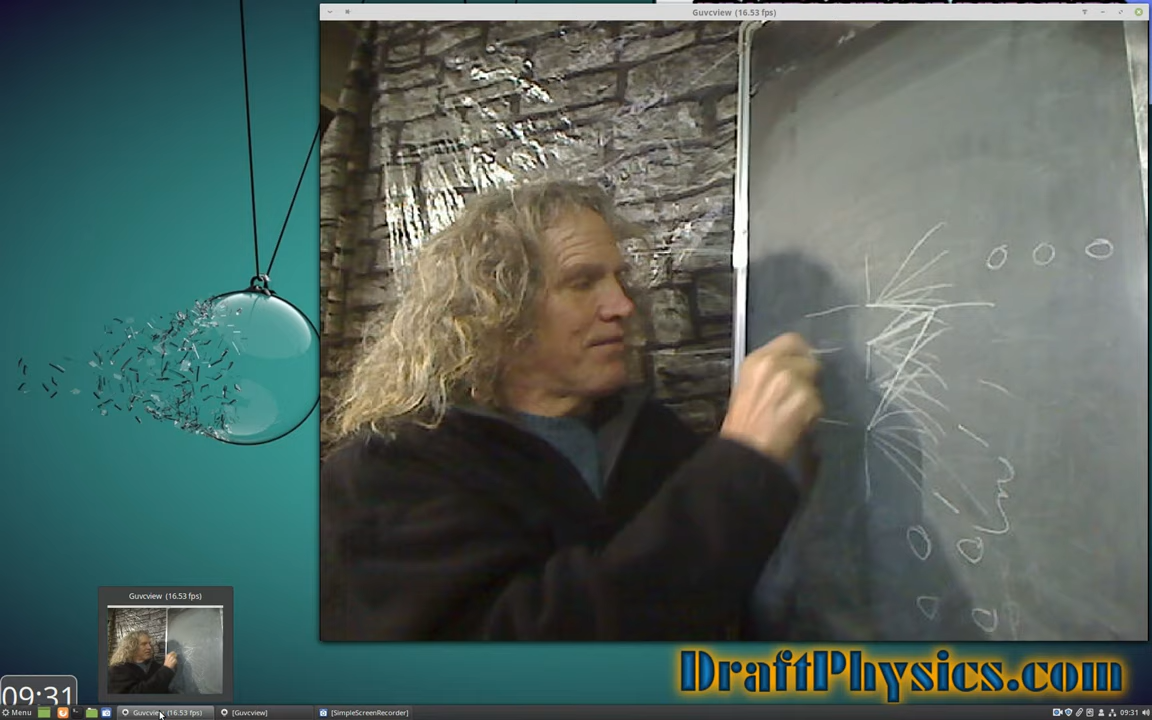 Guvcview (16.53 fps)
Guvcview (16.53 fps)
DraftPhysics.com
09:31
Menu
Guvcview (16.53 fps)
[Guvcview]
[SimpleScreenRecorder]
09:31